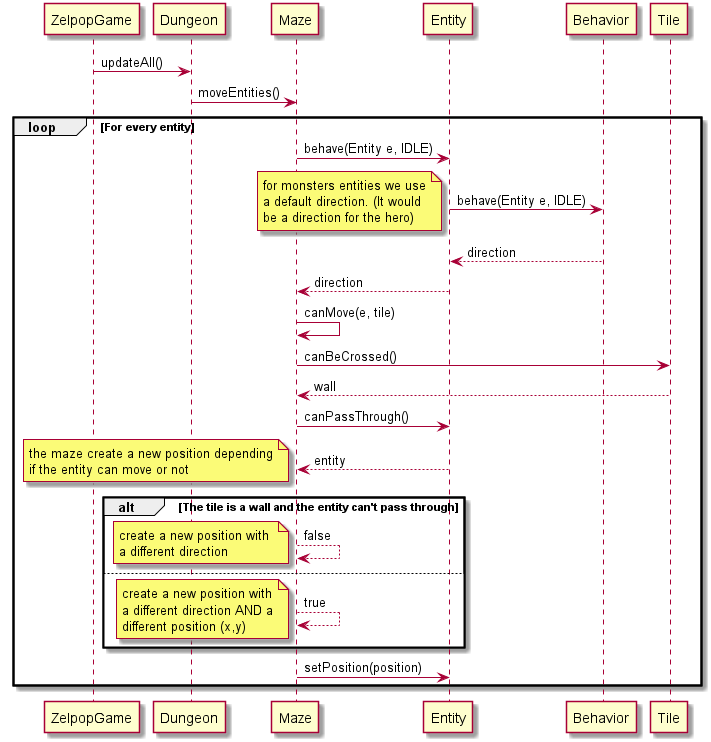 ZelpopGame Dungeon Maze Entity Behavior Tile
updateAll()
moveEntities()
loop [For every entity]
behave(Entity e, IDLE)
for monsters entities we use
a default direction. (It would
be a direction for the hero)
behave(Entity e, IDLE)
direction
direction
canMove(e, tile)
canBeCrossed()
wall
canPassThrough()
the maze create a new position depending
if the entity can move or not
entity
alt [The tile is a wall and the entity can't pass through]
create a new position with
a different direction
false
create a new position with
a different direction AND a
different position (x,y)
true
setPosition(position)
ZelpopGame Dungeon Maze Entity Behavior Tile